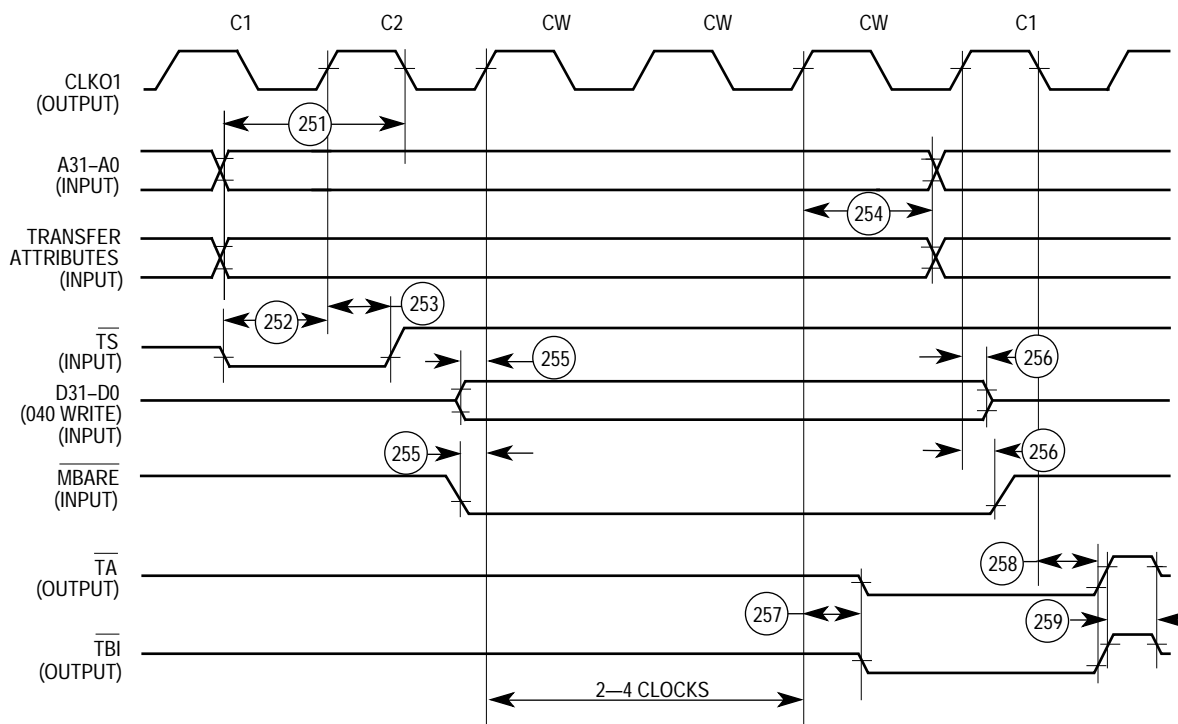 C1 C2 CW CW CW C1
CLKO1
(OUTPUT)
251
A31–A0
(INPUT)
254
TRANSFER
ATTRIBUTES
(INPUT)
252
253
TS
(INPUT)
255
256
D31–D0
(040 WRITE)
(INPUT)
255
256
MBARE
(INPUT)
258
TA
(OUTPUT)
257
259
TBI
(OUTPUT)
2—4 CLOCKS